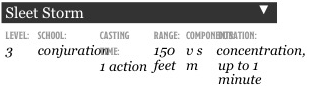 Sleet Storm ▼
LEVEL: SCHOOL: CASTING TIME: RANGE: COMPONENTS: DURATION:
3 conjuration 1 action 150 feet v s m concentration, up to 1 minute